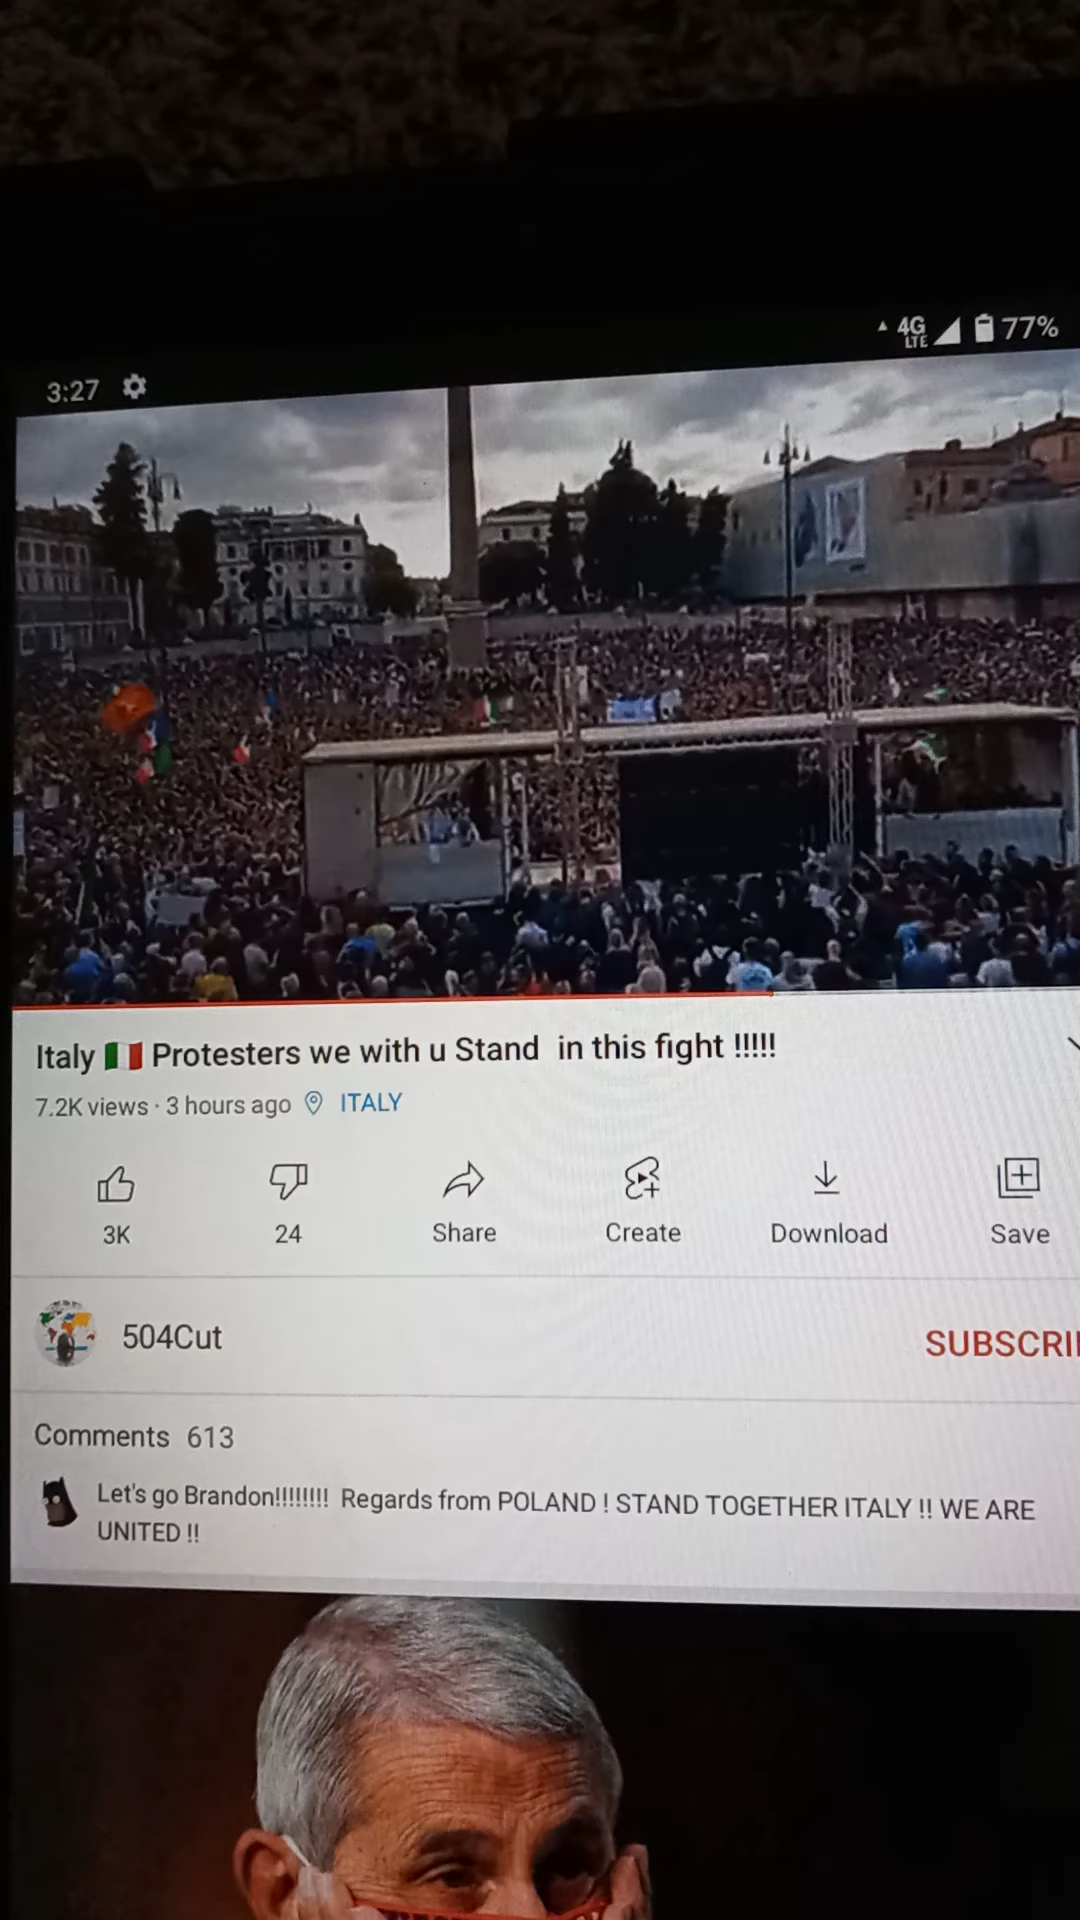 3:27
4G LTE 77%
Italy 🇮🇹 Protesters we with u Stand in this fight !!!!!
7.2K views · 3 hours ago ITALY
3K
24
Share
Create
Download
Save
504Cut
Comments 613
Let's go Brandon!!!!!!!! Regards from POLAND ! STAND TOGETHER ITALY !! WE ARE
UNITED !!